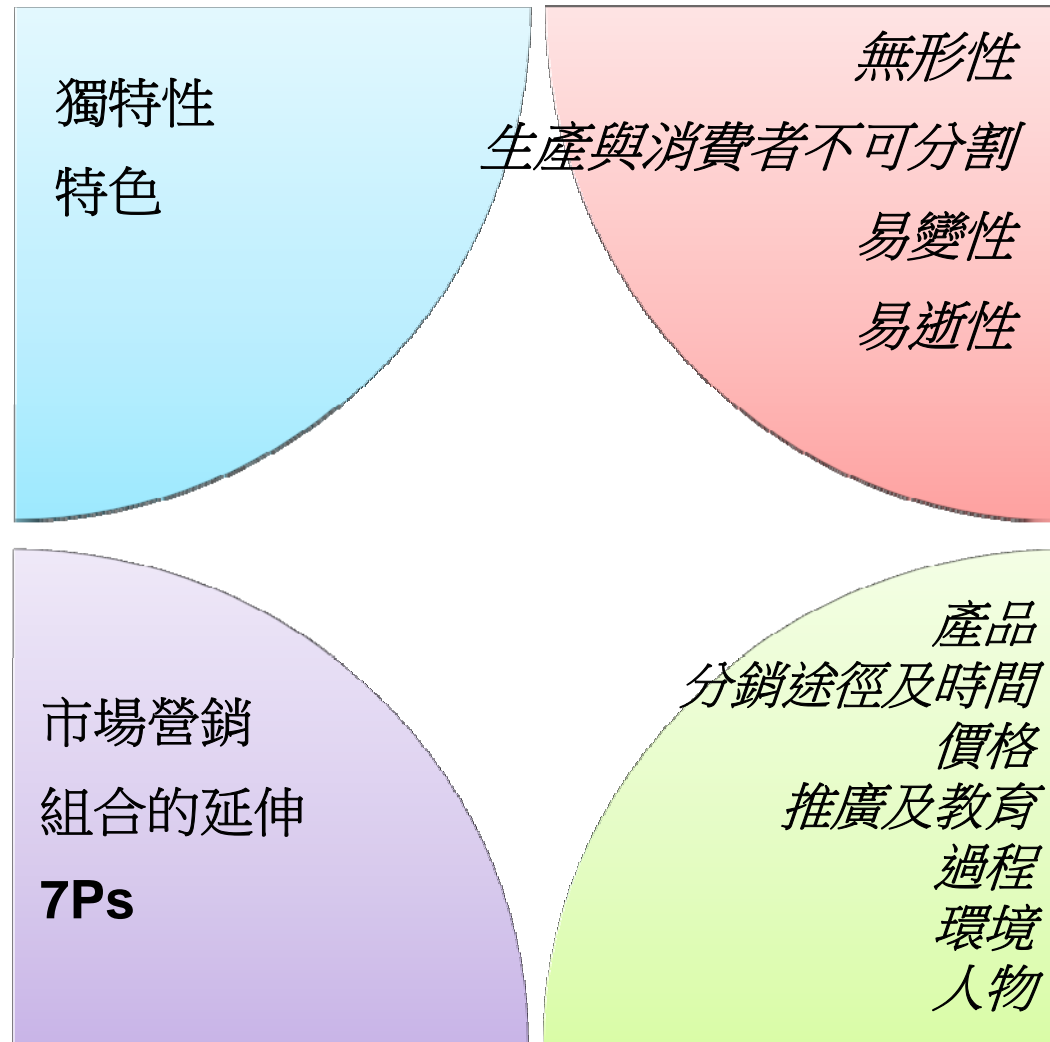 獨特性
特色
無形性
生產與消費者不可分割
易變性
易逝性
市場營銷
組合的延伸
7Ps
產品
分銷途徑及時間
價格
推廣及教育
過程
環境
人物